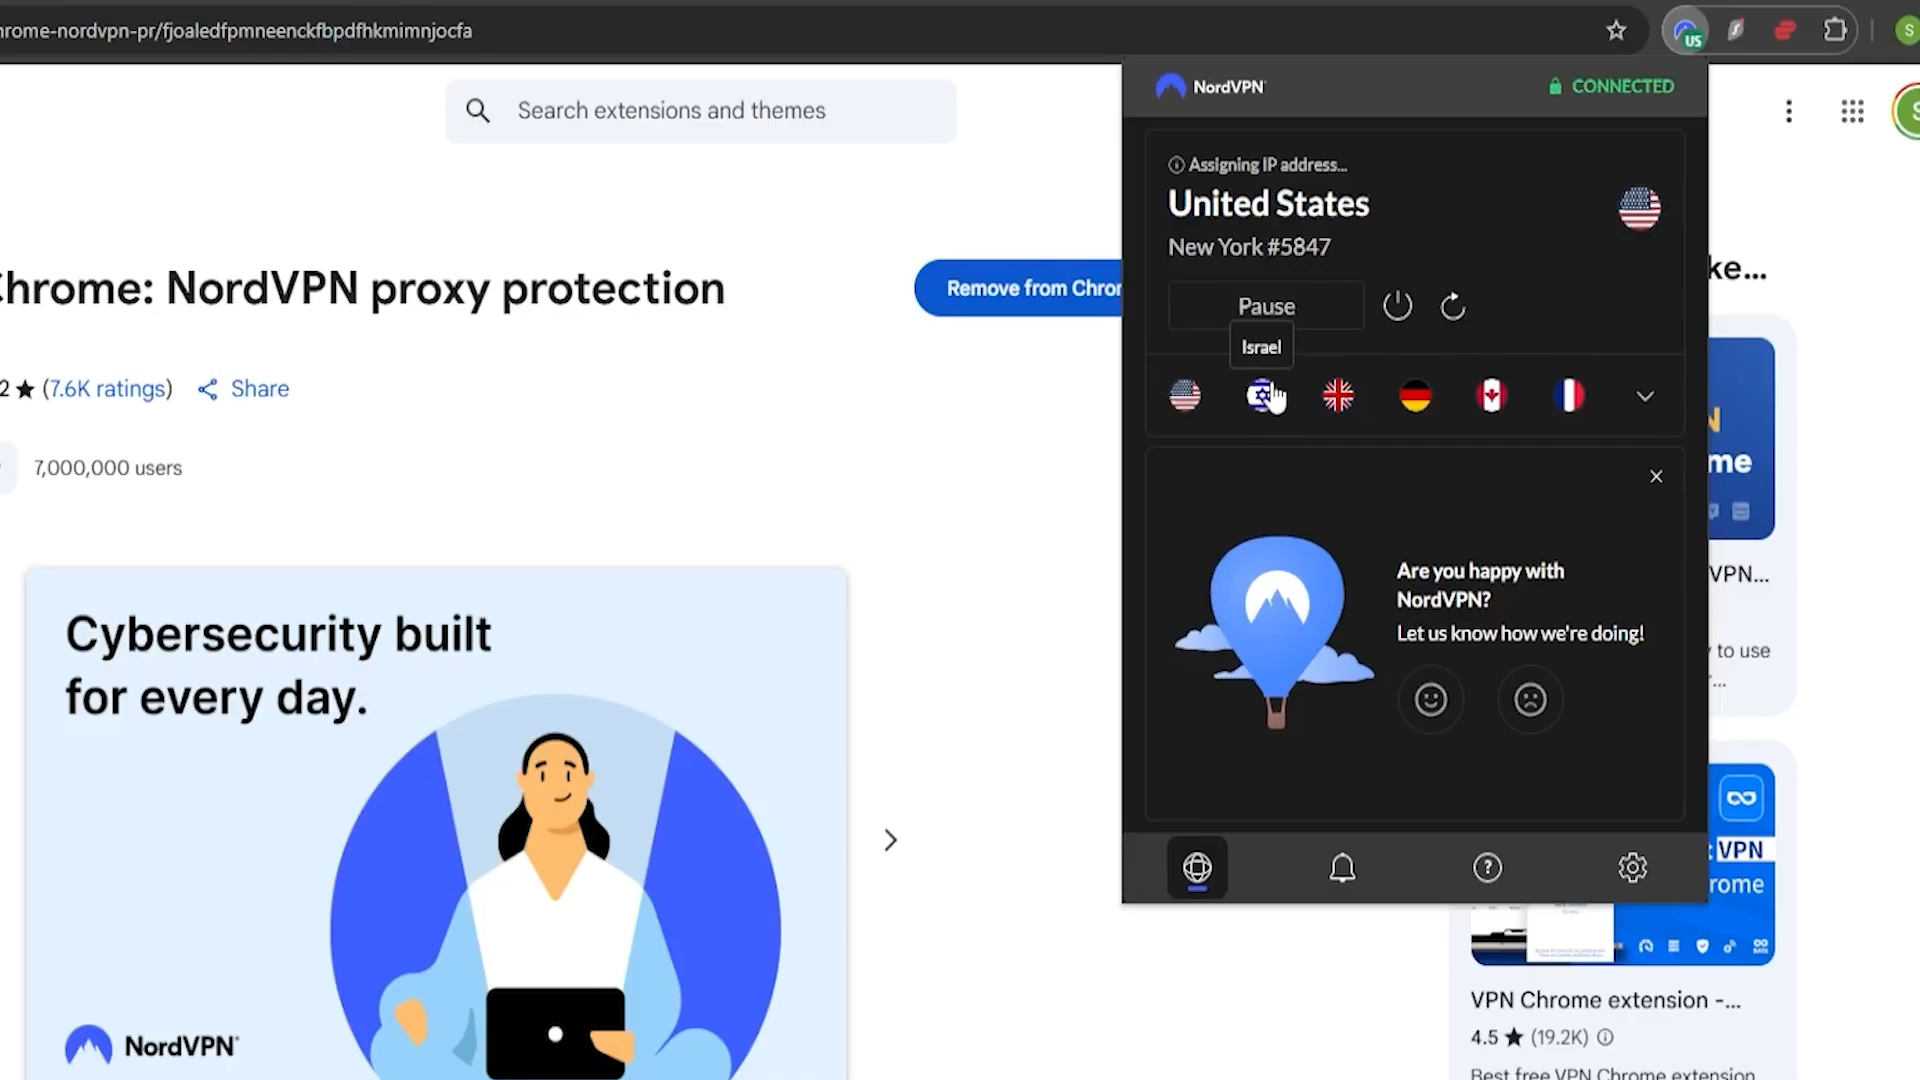 hrome-nordvpn-pr/fjoaledfpmneenckfbpdfhkmimnjocfa
US
S
Search extensions and themes
S
Chrome: NordVPN proxy protection
Remove from Chrom
2 ★ (7.6K ratings) Share
7,000,000 users
Cybersecurity built
for every day.
NordVPN®
NordVPN®
CONNECTED
Assigning IP address...
United States
New York #5847
Pause
Israel
Are you happy with
NordVPN?
Let us know how we're doing!
ke...
N
me
VPN...
to use
...
VPN
rome
VPN Chrome extension -...
4.5 ★ (19.2K)
Best free VPN Chrome extension